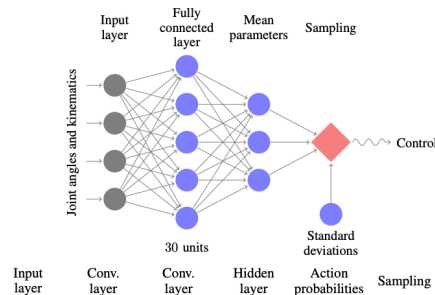 Input
layer
Fully
connected
layer
Mean
parameters
Sampling
Joint angles and kinematics
Control
30 units
Standard
deviations
Input
layer
Conv.
layer
Conv.
layer
Hidden
layer
Action
probabilities
Sampling